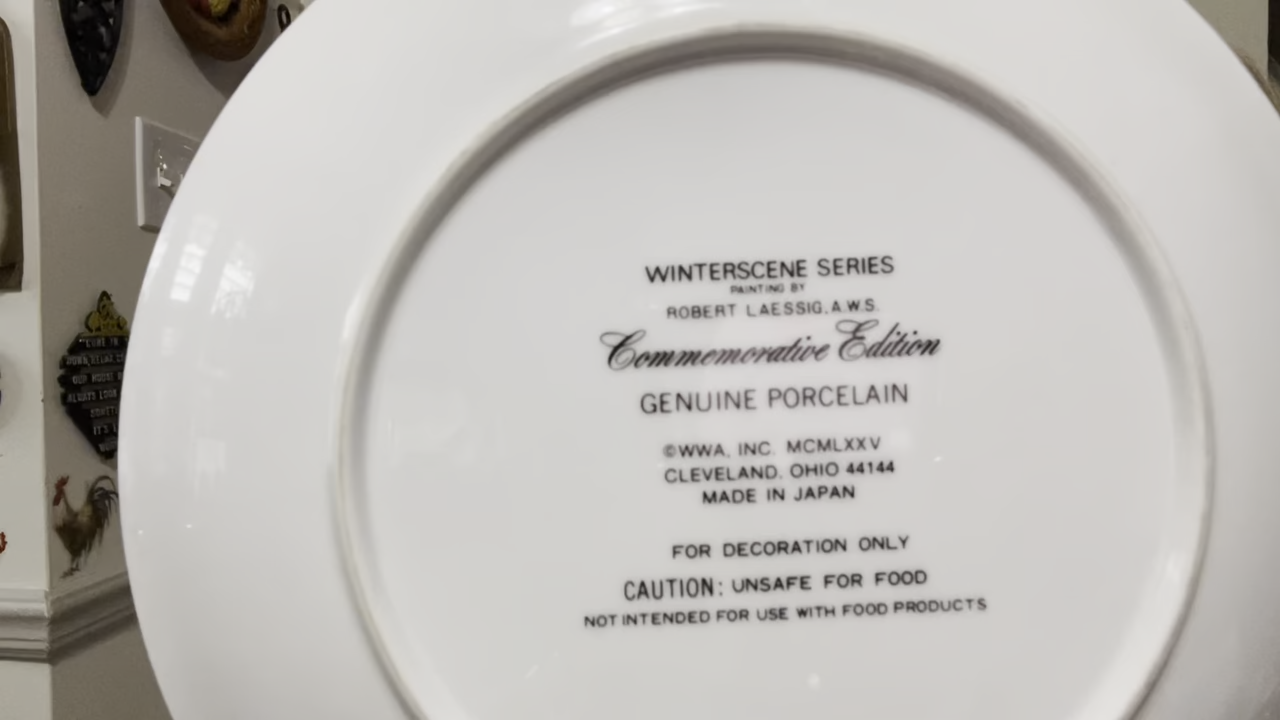 WINTERSCENE SERIES
PAINTING BY
ROBERT LAESSIG, A.W.S.
Commemorative Edition
GENUINE PORCELAIN
©WWA, INC. MCMLXXV
CLEVELAND, OHIO 44144
MADE IN JAPAN
FOR DECORATION ONLY
CAUTION: UNSAFE FOR FOOD
NOT INTENDED FOR USE WITH FOOD PRODUCTS